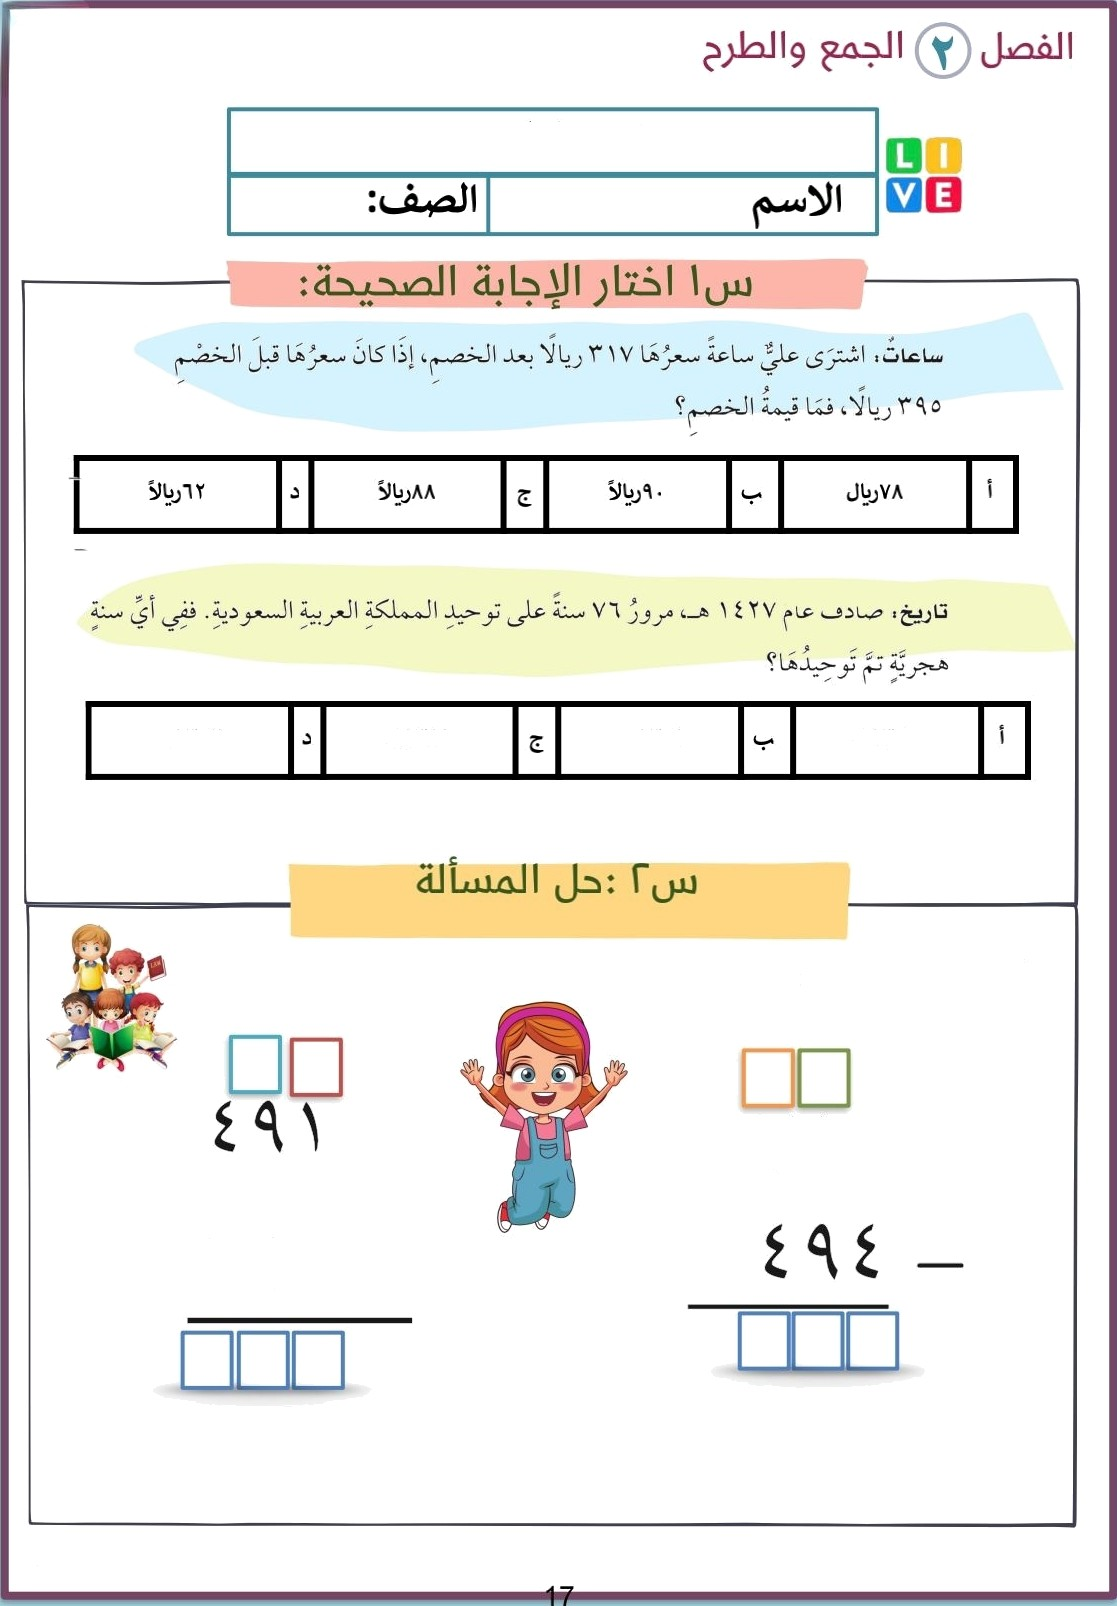 الفصل ٢ الجمع والطرح
LIVE
الاسم الصف:
س١ اختار الإجابة الصحيحة:
ساعاتٌ: اشترَى عليٌّ ساعةً سعرُهَا ٣١٧ ريالًا بعد الخصمِ، إذَا كانَ سعرُهَا قبلَ الخصْمِ
٣٩٥ ريالًا، فمَا قيمةُ الخصمِ؟
أ ٧٨ريال ب ٩٠ريالاً ج ٨٨ريالاً د ٦٢ريالاً
تاريخ: صادف عام ١٤٢٧ هـ، مرورُ ٧٦ سنةً على توحيدِ المملكةِ العربيةِ السعوديةِ. ففِي أيِّ سنةٍ
هجريَّةٍ تمَّ تَوحِيدُهَا؟
أ ب ج د
س٢ :حل المسألة
٤٩١
٤٩٤ –
17